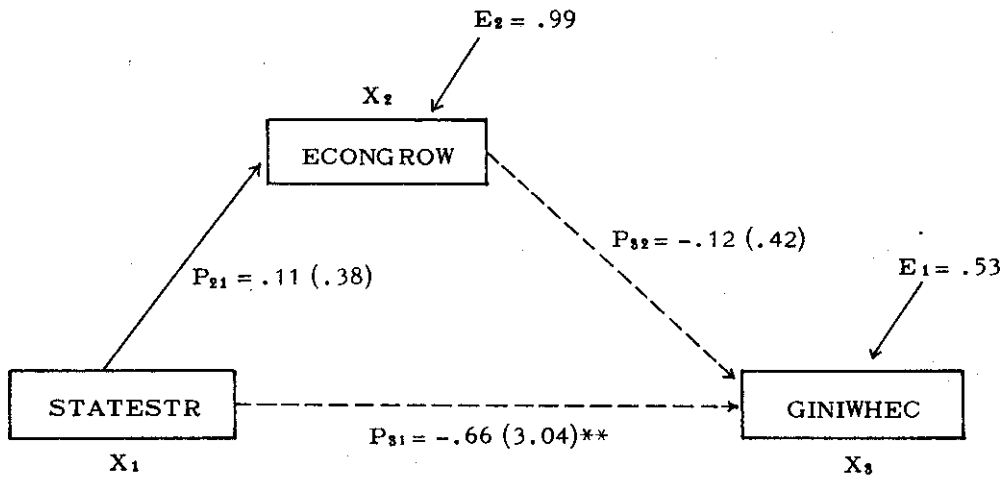 E₂ = .99
X₂
ECONGROW
P₃₂ = -.12 (.42)
E₁ = .53
P₂₁ = .11 (.38)
STATESTR
GINIWHEC
P₃₁ = -.66 (3.04)**
X₁
X₃